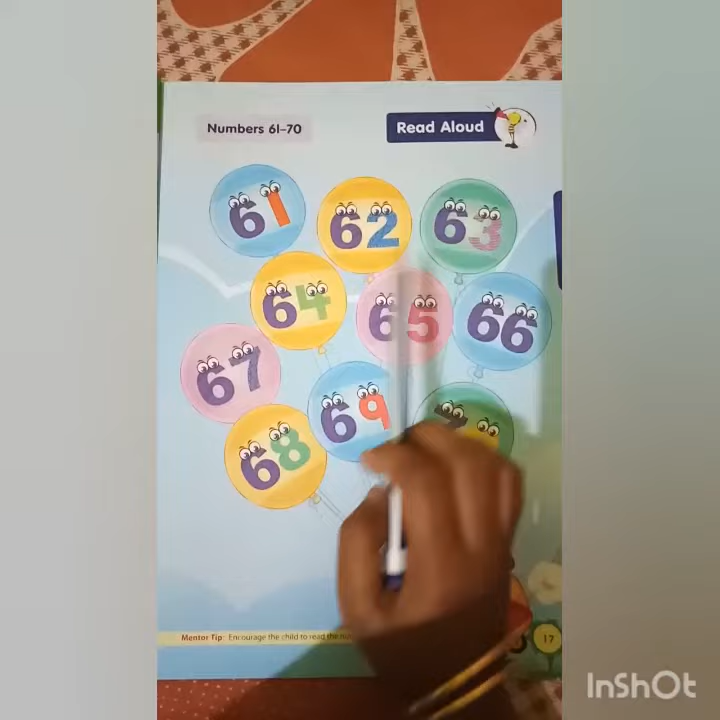 Numbers 61–70
Read Aloud
61 62 63
64 65 66
67 69
68
Mentor Tip: Encourage the child to read the
17
InShOt